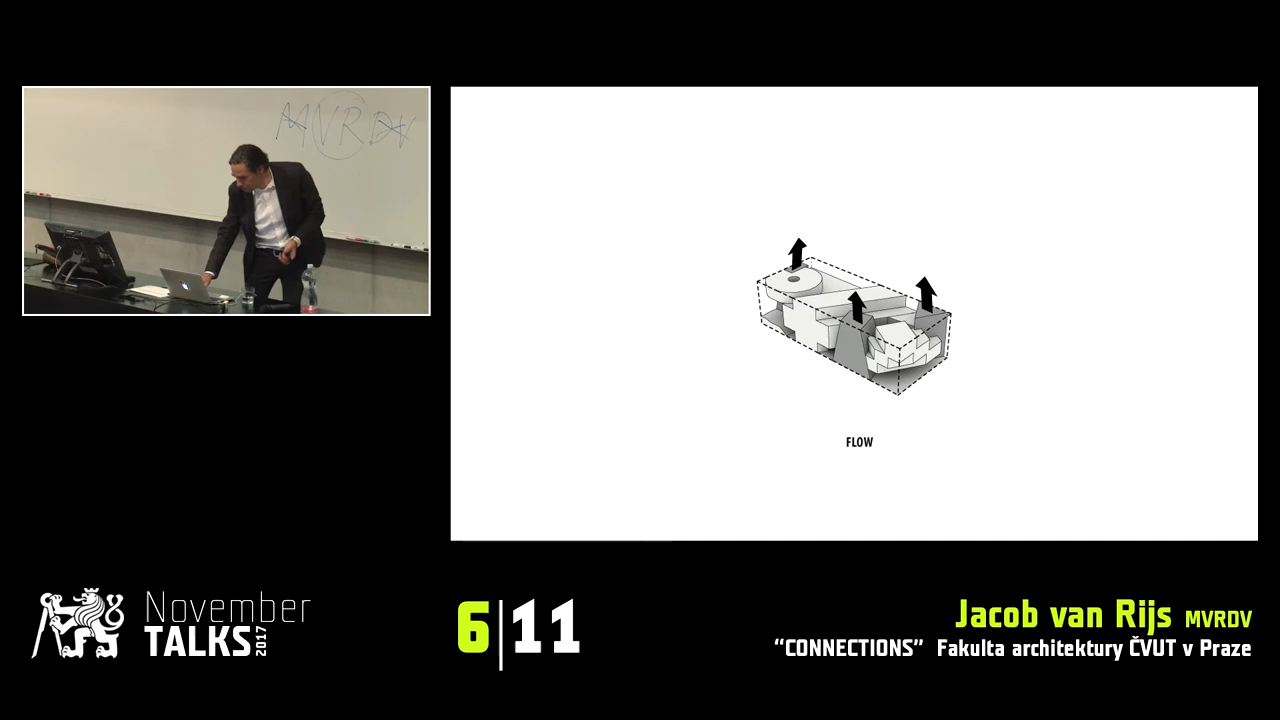 MVRDV
FLOW
November
TALKS 2017
6|11
Jacob van Rijs MVRDV
“CONNECTIONS” Fakulta architektury ČVUT v Praze